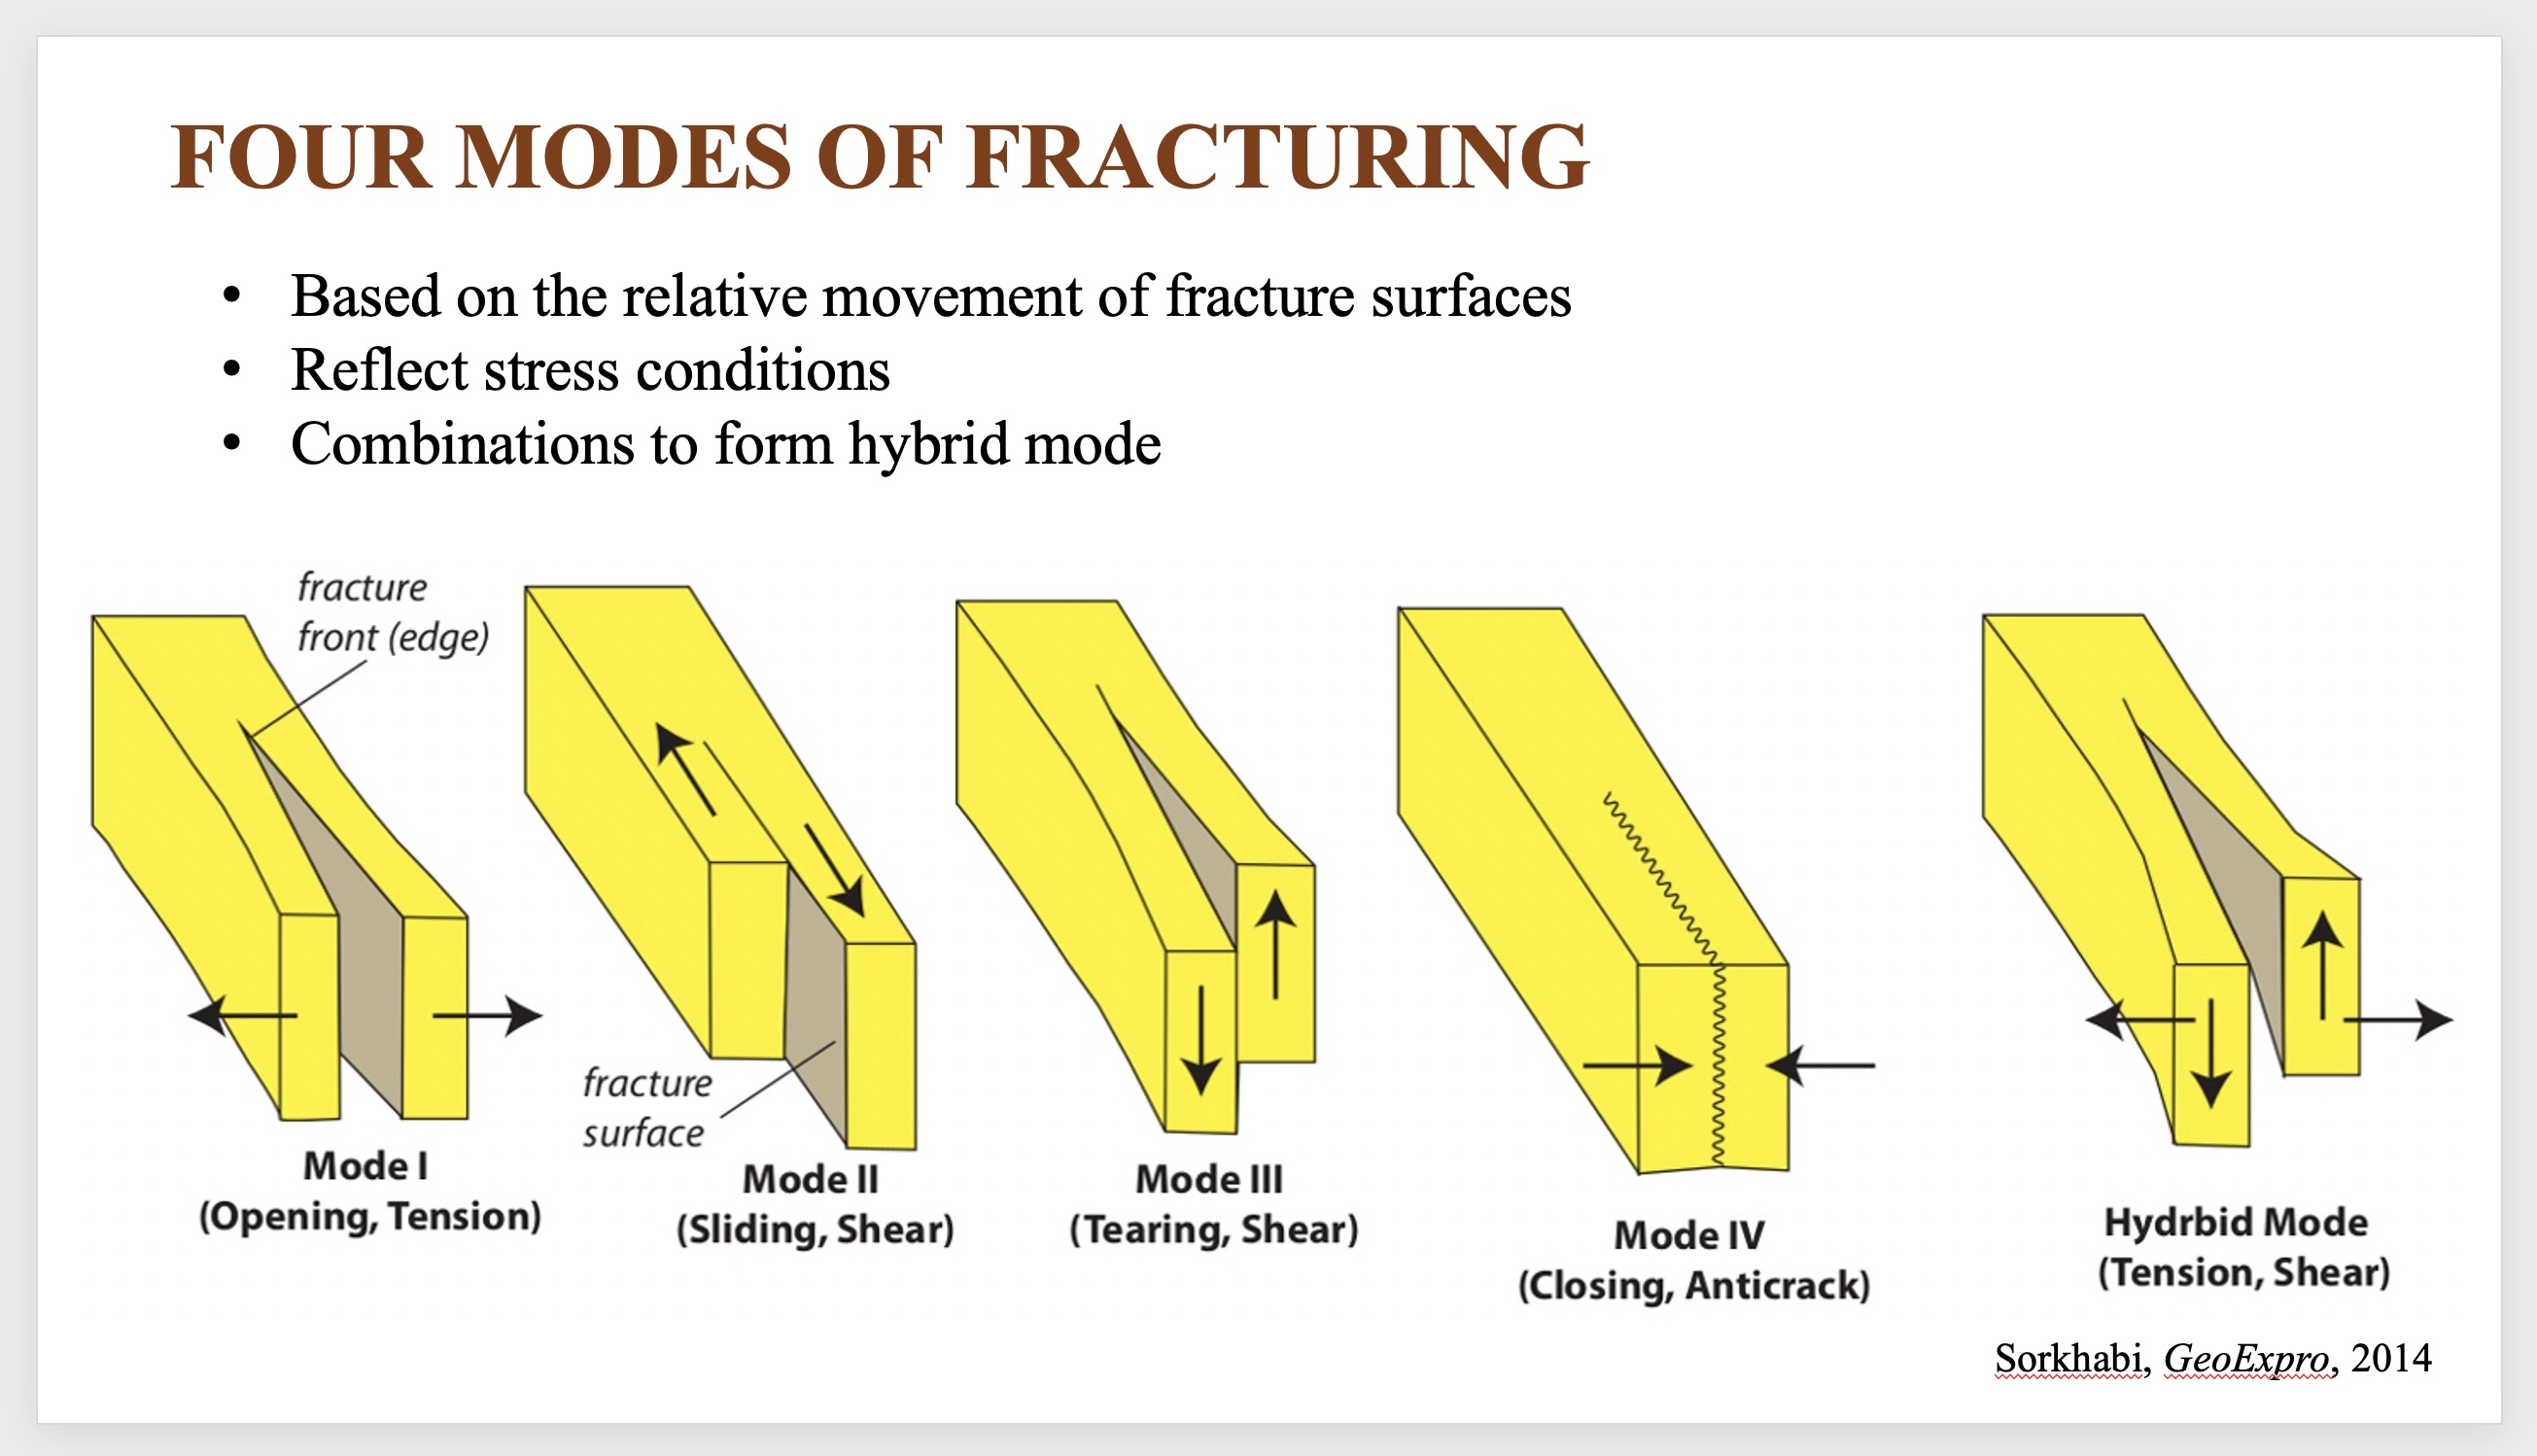 FOUR MODES OF FRACTURING
• Based on the relative movement of fracture surfaces
• Reflect stress conditions
• Combinations to form hybrid mode
fracture
front (edge)
fracture
surface
Mode I
(Opening, Tension)
Mode II
(Sliding, Shear)
Mode III
(Tearing, Shear)
Mode IV
(Closing, Anticrack)
Hydrbid Mode
(Tension, Shear)
Sorkhabi, GeoExpro, 2014